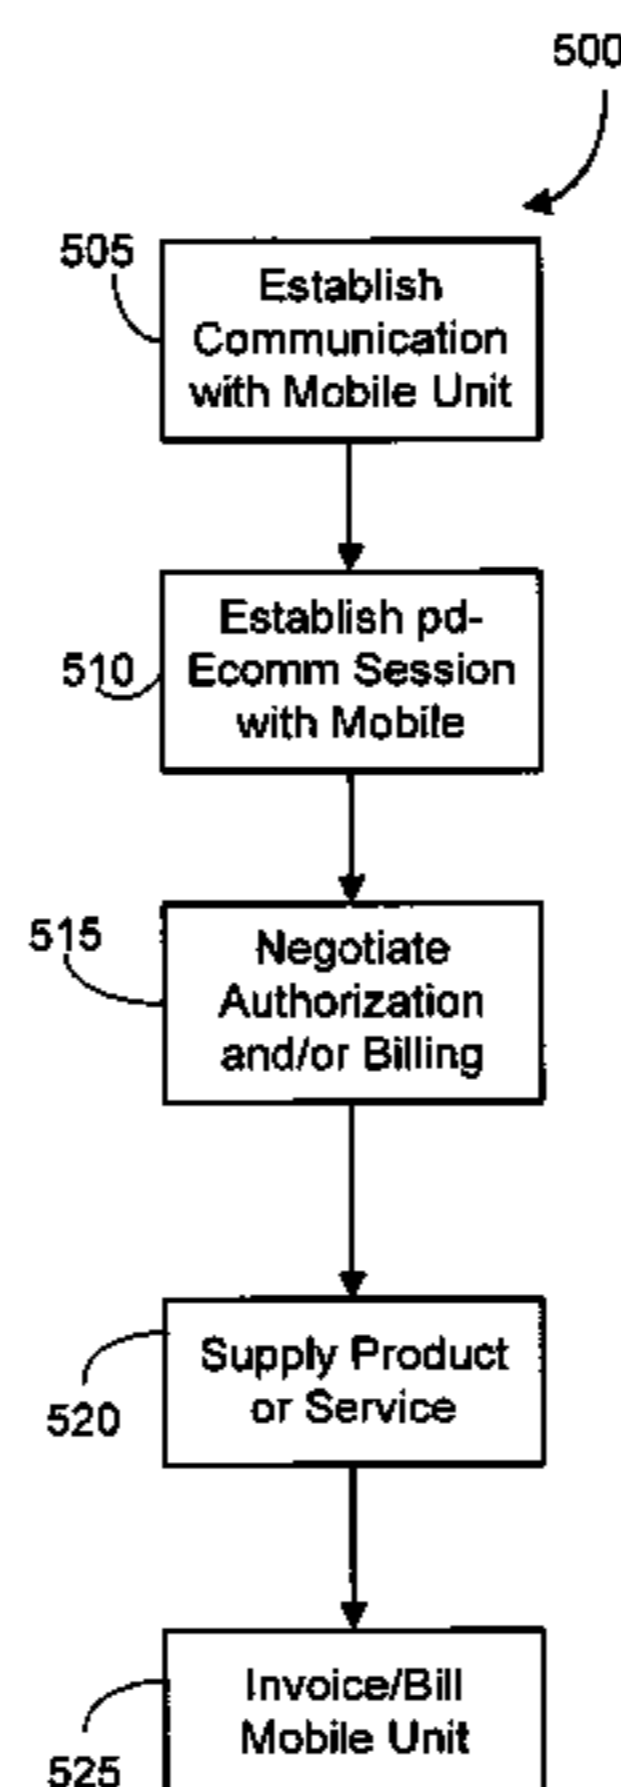 500
505
Establish
Communication
with Mobile Unit
510
Establish pd-
Ecomm Session
with Mobile
515
Negotiate
Authorization
and/or Billing
520
Supply Product
or Service
525
Invoice/Bill
Mobile Unit